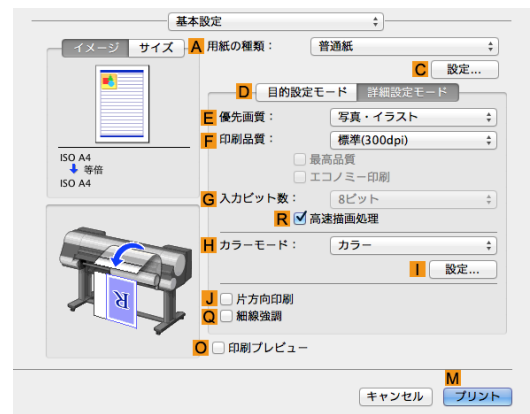 基本設定
イメージ サイズ
A 用紙の種類： 普通紙
C 設定...
D 目的設定モード 詳細設定モード
E 優先画質： 写真・イラスト
F 印刷品質： 標準(300dpi)
最高品質
エコノミー印刷
ISO A4
等倍
ISO A4
G 入力ビット数： 8ビット
R 高速描画処理
H カラーモード： カラー
I 設定...
R
J 片方向印刷
Q 細線強調
O 印刷プレビュー
M
キャンセル プリント